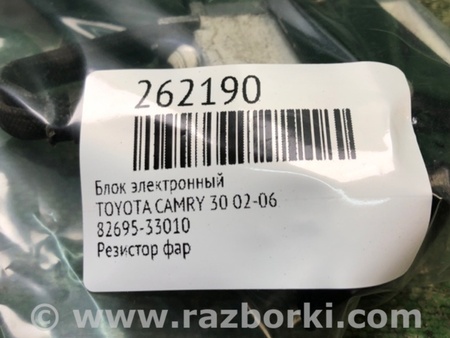 262190
Блок электронный
TOYOTA CAMRY 30 02-06
82695-33010
Резистор фар
© www.razborki.com